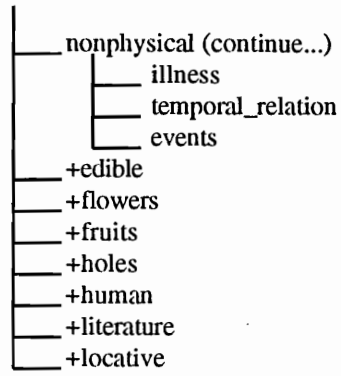 nonphysical (continue...)
illness
temporal_relation
events
+edible
+flowers
+fruits
+holes
+human
+literature
+locative